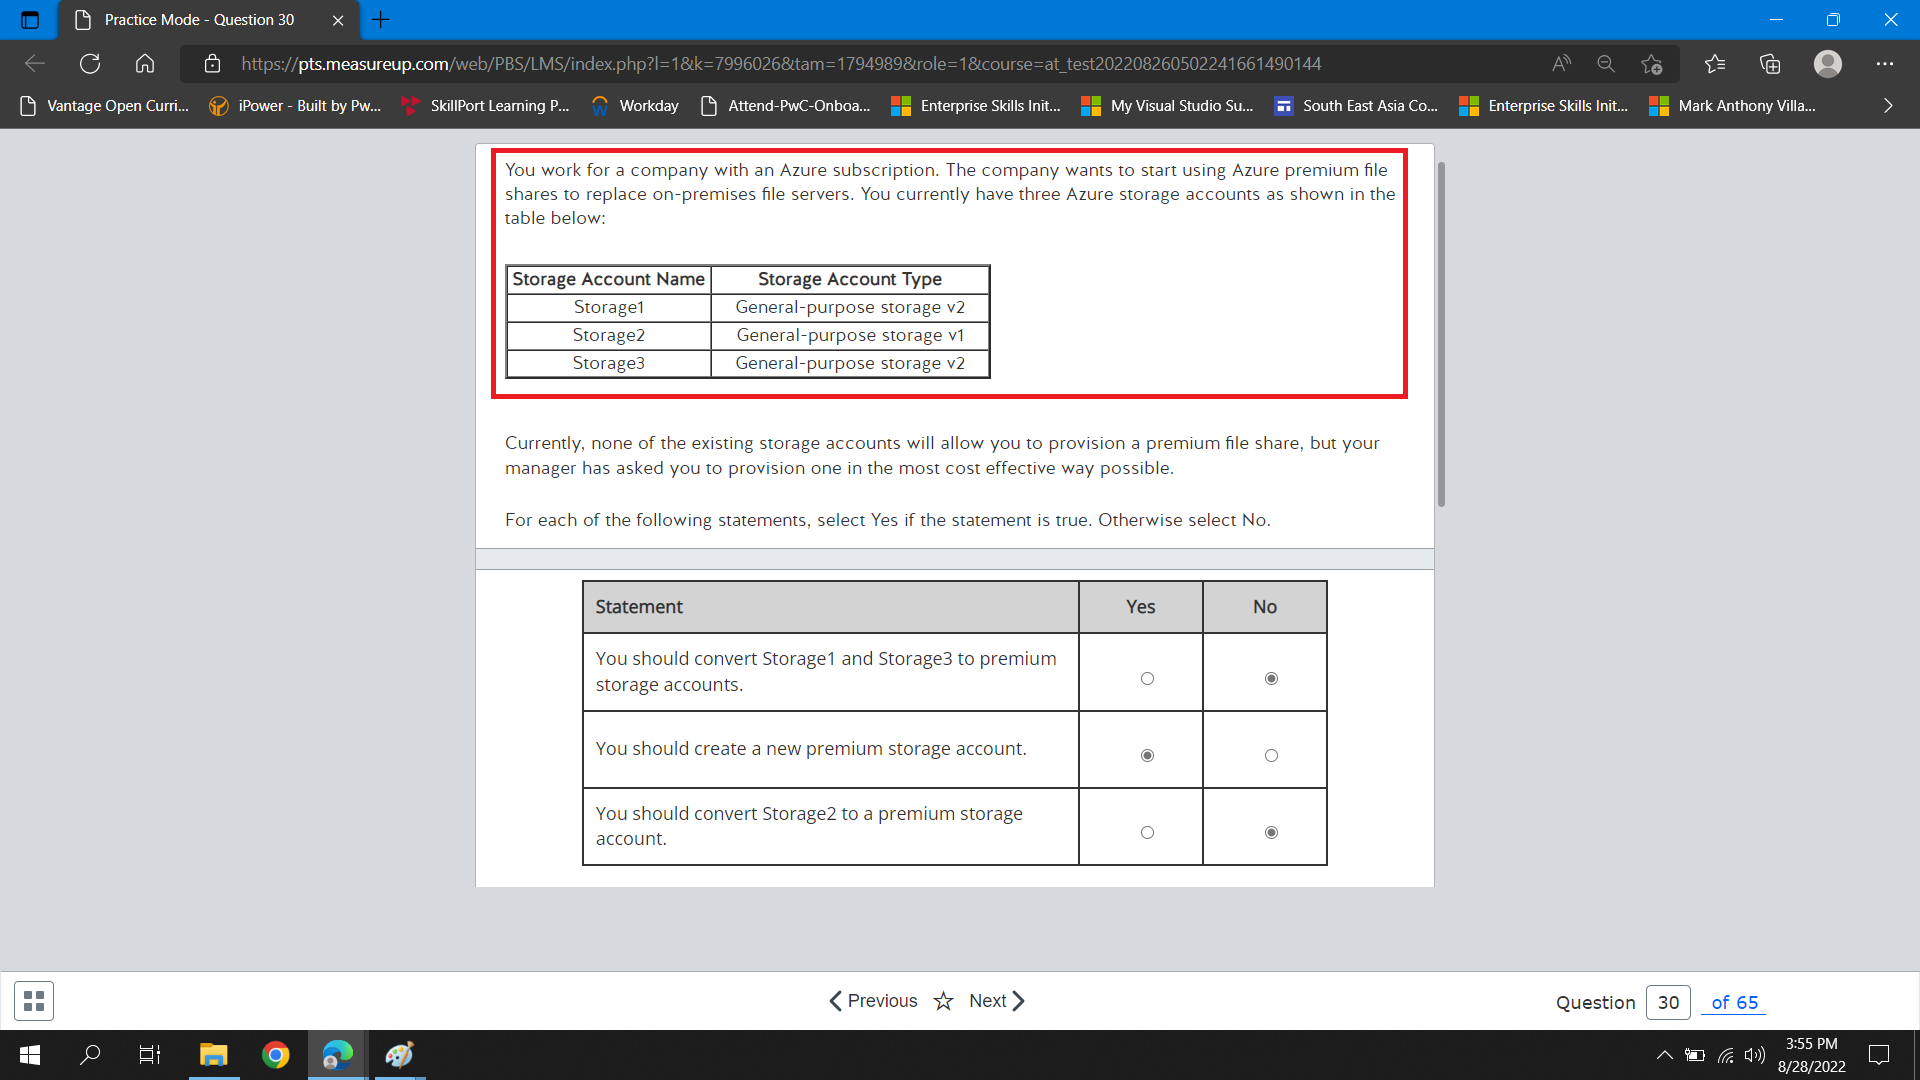 Practice Mode - Question 30
https://pts.measureup.com/web/PBS/LMS/index.php?l=1&k=7996026&tam=1794989&role=1&course=at_test202208260502241661490144
Vantage Open Curri... iPower - Built by Pw... SkillPort Learning P... Workday Attend-PwC-Onboa... Enterprise Skills Init... My Visual Studio Su... South East Asia Co... Enterprise Skills Init... Mark Anthony Villa...
You work for a company with an Azure subscription. The company wants to start using Azure premium file
shares to replace on-premises file servers. You currently have three Azure storage accounts as shown in the
table below:
Storage Account Name Storage Account Type
Storage1 General-purpose storage v2
Storage2 General-purpose storage v1
Storage3 General-purpose storage v2
Currently, none of the existing storage accounts will allow you to provision a premium file share, but your
manager has asked you to provision one in the most cost effective way possible.
For each of the following statements, select Yes if the statement is true. Otherwise select No.
Statement Yes No
You should convert Storage1 and Storage3 to premium
storage accounts.
You should create a new premium storage account.
You should convert Storage2 to a premium storage
account.
Previous Next Question 30 of 65
3:55 PM
8/28/2022